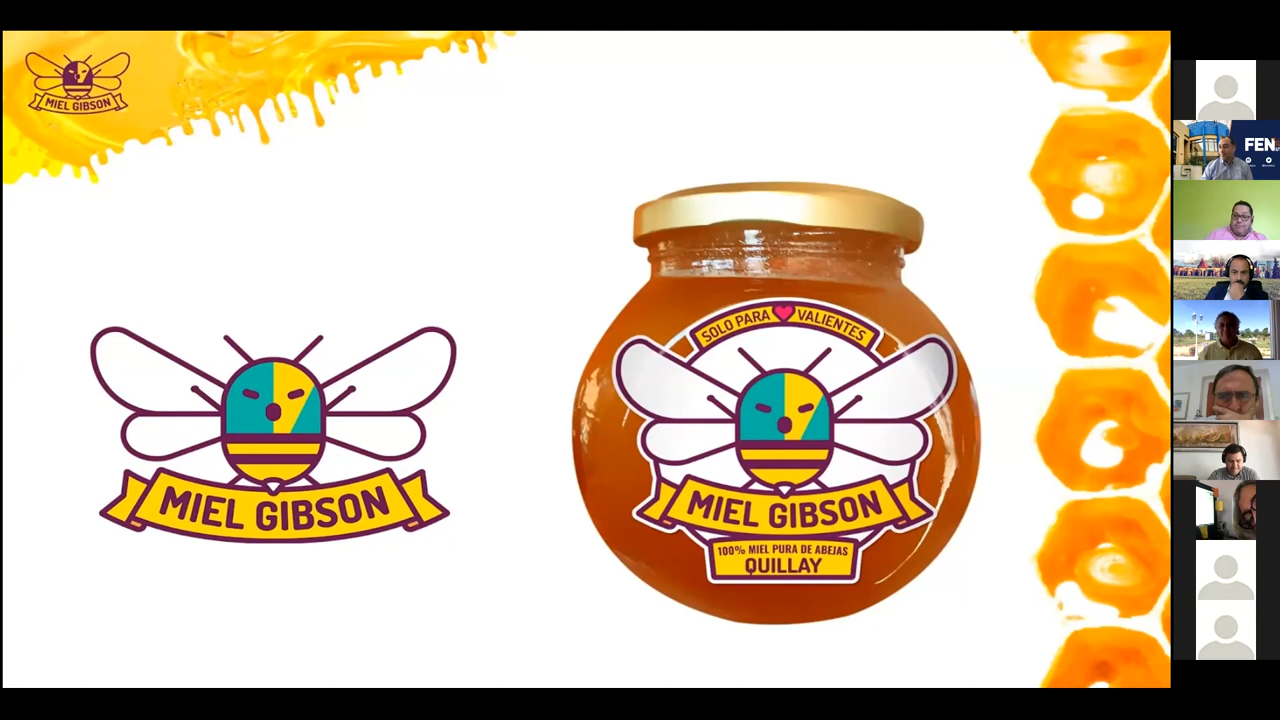 MIEL GIBSON
MIEL GIBSON
SOLO PARA VALIENTES
MIEL GIBSON
100% MIEL PURA DE ABEJAS
QUILLAY
FEN